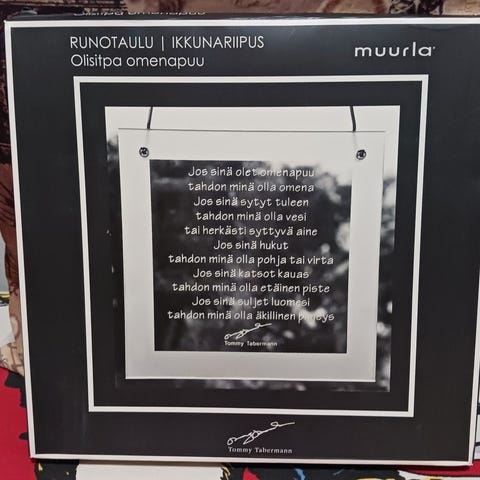 RUNOTAULU | IKKUNARIIPUS
Olisitpa omenapuu
muurla
Jos sinä olet omenapuu
tahdon minä olla omena
Jos sinä sytyt tuleen
tahdon minä olla vesi
tai herkästi syttyvä aine
Jos sinä hukut
tahdon minä olla pohja tai virta
Jos sinä katsot kauas
tahdon minä olla etäinen piste
Jos sinä suljet luomesi
tahdon minä olla äkillinen pimeys
Tommy Tabermann
Tommy Tabermann